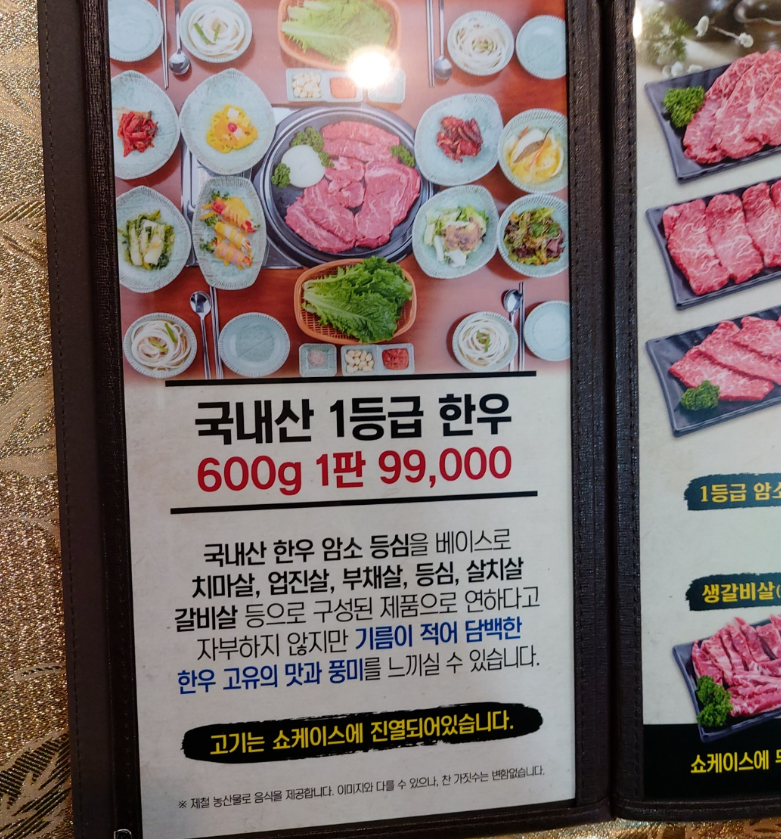 국내산 1등급 한우
600g 1판 99,000
국내산 한우 암소 등심을 베이스로
치마살, 업진살, 부채살, 등심, 살치살
갈비살 등으로 구성된 제품으로 연하다고
자부하지 않지만 기름이 적어 담백한
한우 고유의 맛과 풍미를 느끼실 수 있습니다.
고기는 쇼케이스에 진열되어있습니다.
※ 제철 농산물로 음식을 제공합니다. 이미지와 다를 수 있으나, 찬 가짓수는 변함없습니다.
1등급 암소
생갈비살(
쇼케이스에